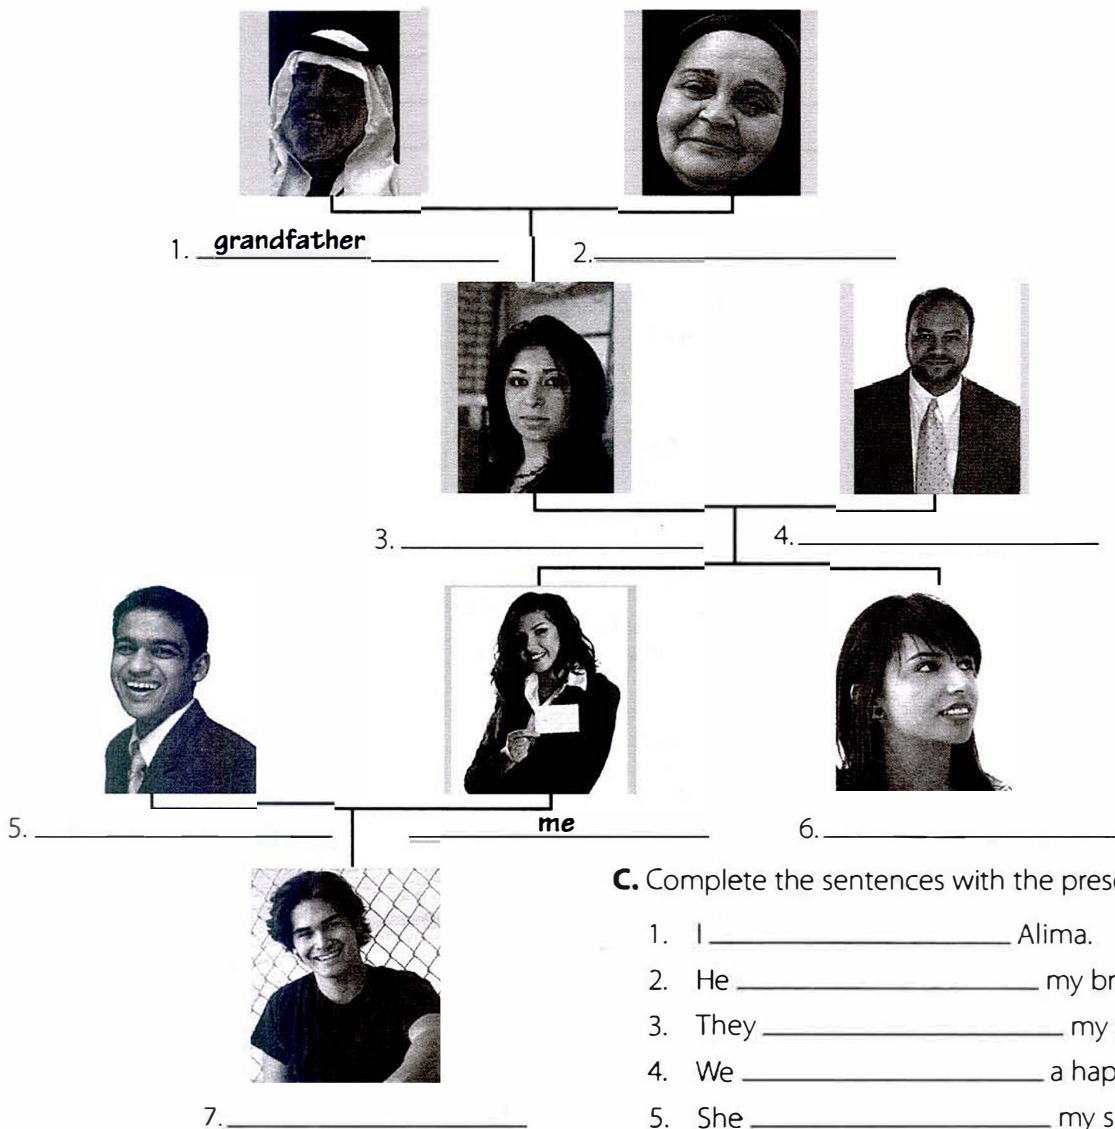 1. grandfather
2.
3.
4.
5.
me
6.
C. Complete the sentences with the prese
1. I Alima.
2. He my br
3. They my
4. We a hap
5. She my s
7.